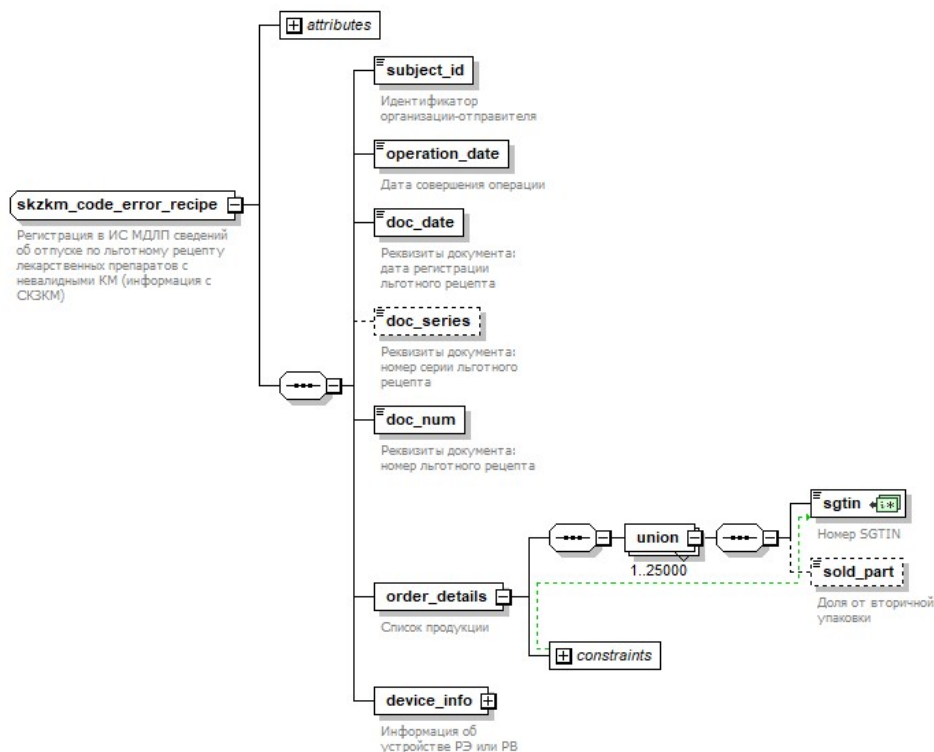 attributes
subject_id
Идентификатор
организации-отправителя
operation_date
Дата совершения операции
skzkm_code_error_recipe
Регистрация в ИС МДЛП сведений
об отпуске по льготному рецепту
лекарственных препаратов с
невалидными КМ (информация с
СКЗКМ)
doc_date
Реквизиты документа:
дата регистрации
льготного рецепта
doc_series
Реквизиты документа:
номер серии льготного
рецепта
doc_num
Реквизиты документа:
номер льготного рецепта
order_details
Список продукции
union
1..25000
sgtin
Номер SGTIN
sold_part
Доля от вторичной
упаковки
constraints
device_info
Информация об
устройстве РЭ или РВ